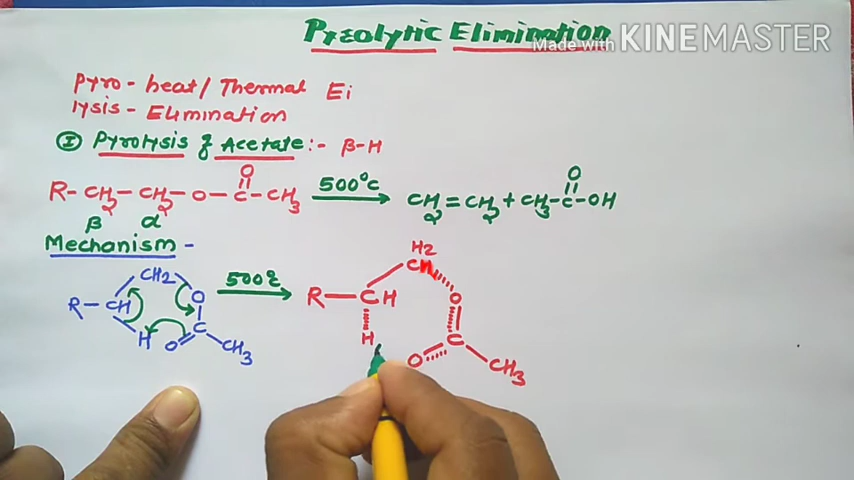 Pyrolytic Elimination
Made with KINEMASTER
Pyro - heat / Thermal Ei
lysis - Elimination
I Pyrolysis of Acetate :- β-H
O O
R- CH2 - CH2 - O - C - CH3 500°C CH2 = CH2 + CH3 - C - OH
β α
Mechanism -
H2
CH2 500°C CH
R - CH O R - CH O
H O C CH3 H O C CH3